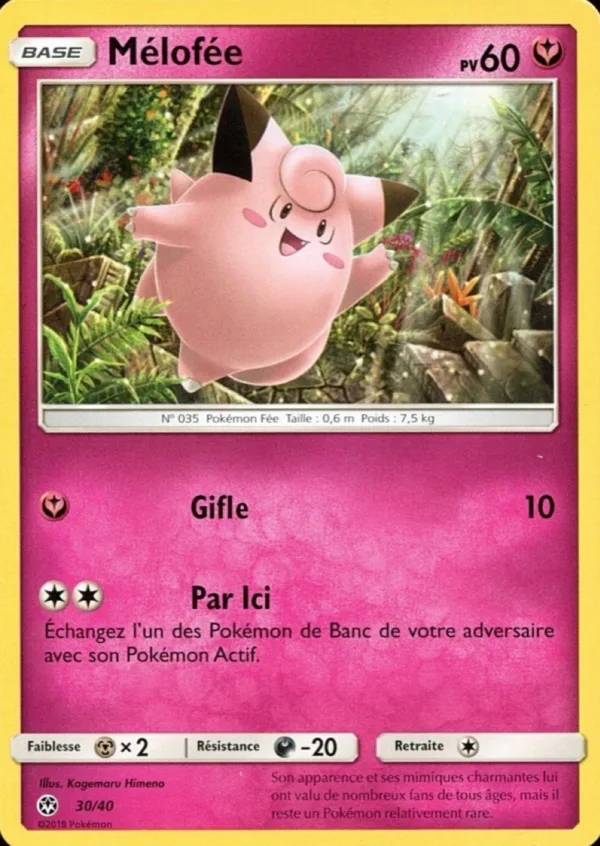 BASE Mélofée PV60
N° 035 Pokémon Fée Taille : 0,6 m Poids : 7,5 kg
Gifle 10
Par Ici
Échangez l'un des Pokémon de Banc de votre adversaire
avec son Pokémon Actif.
Faiblesse ×2 Résistance -20 Retraite
Illus. Kagemaru Himeno
30/40
©2018 Pokémon
Son apparence et ses mimiques charmantes lui
ont valu de nombreux fans de tous âges, mais il
reste un Pokémon relativement rare.